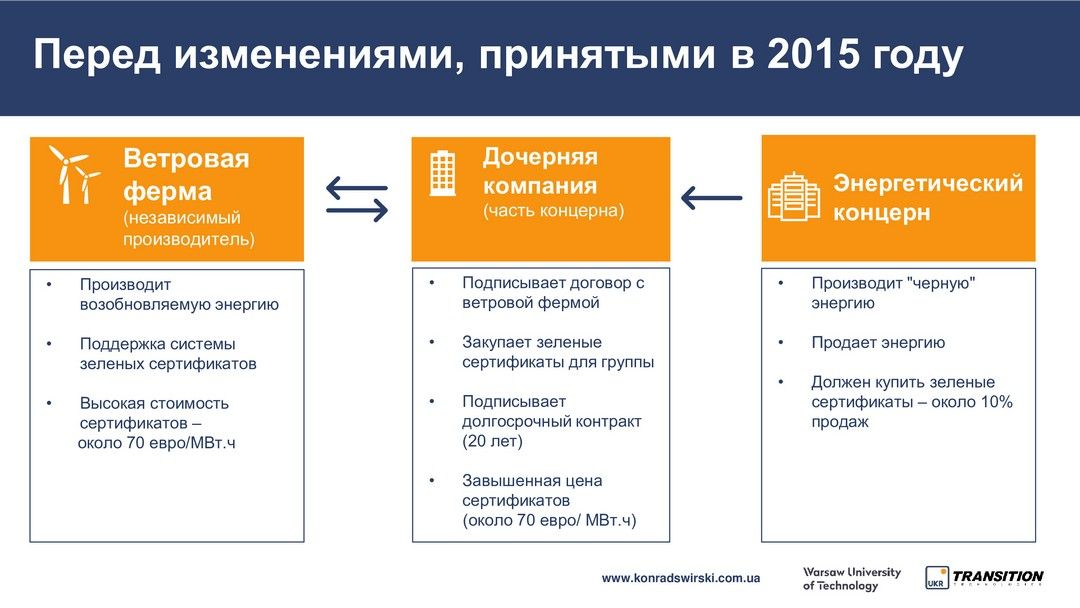 Перед изменениями, принятыми в 2015 году
Ветровая
ферма
(независимый
производитель)
• Производит
возобновляемую энергию
• Поддержка системы
зеленых сертификатов
• Высокая стоимость
сертификатов –
около 70 евро/МВт.ч
Дочерняя
компания
(часть концерна)
• Подписывает договор с
ветровой фермой
• Закупает зеленые
сертификаты для группы
• Подписывает
долгосрочный контракт
(20 лет)
• Завышенная цена
сертификатов
(около 70 евро/ МВт.ч)
Энергетический
концерн
• Производит "черную"
энергию
• Продает энергию
• Должен купить зеленые
сертификаты – около 10%
продаж
www.konradswirski.com.ua
Warsaw University
of Technology
UKR
TRANSITION
TECHNOLOGIES